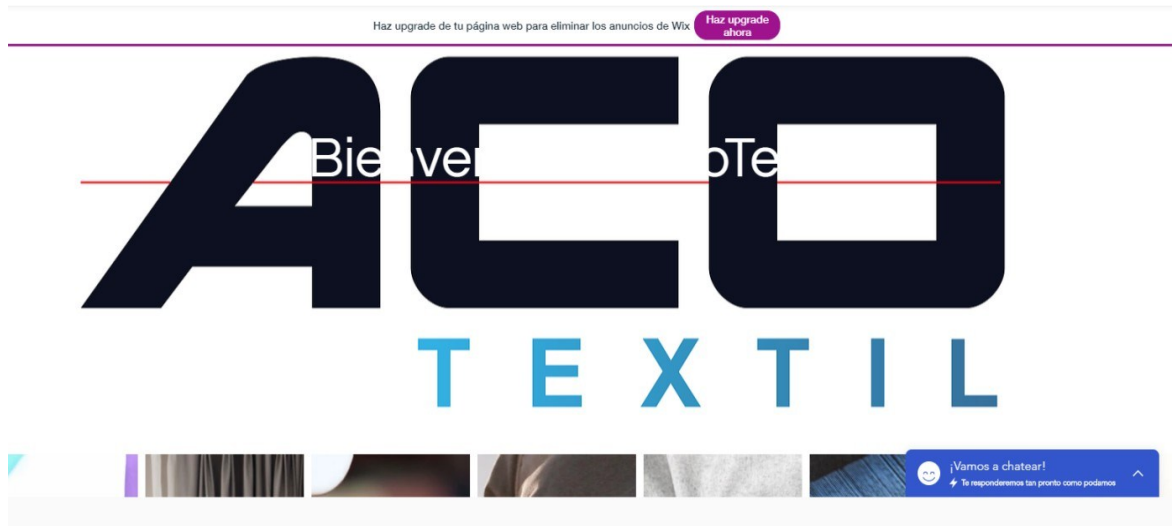 Haz upgrade de tu página web para eliminar los anuncios de Wix
Haz upgrade
ahora
ACO
TEXTIL
¡Vamos a chatear!
Te responderemos tan pronto como podamos